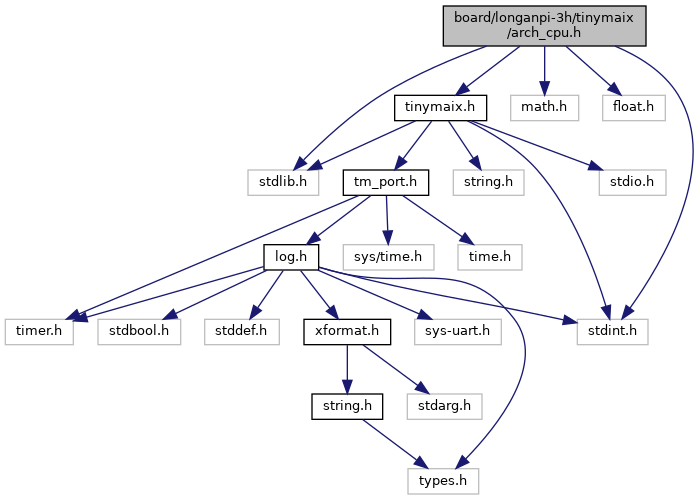 board/longanpi-3h/tinymaix
/arch_cpu.h
tinymaix.h
math.h
float.h
stdlib.h
tm_port.h
string.h
stdio.h
log.h
sys/time.h
time.h
timer.h
stdbool.h
stddef.h
xformat.h
sys-uart.h
stdint.h
string.h
stdarg.h
types.h